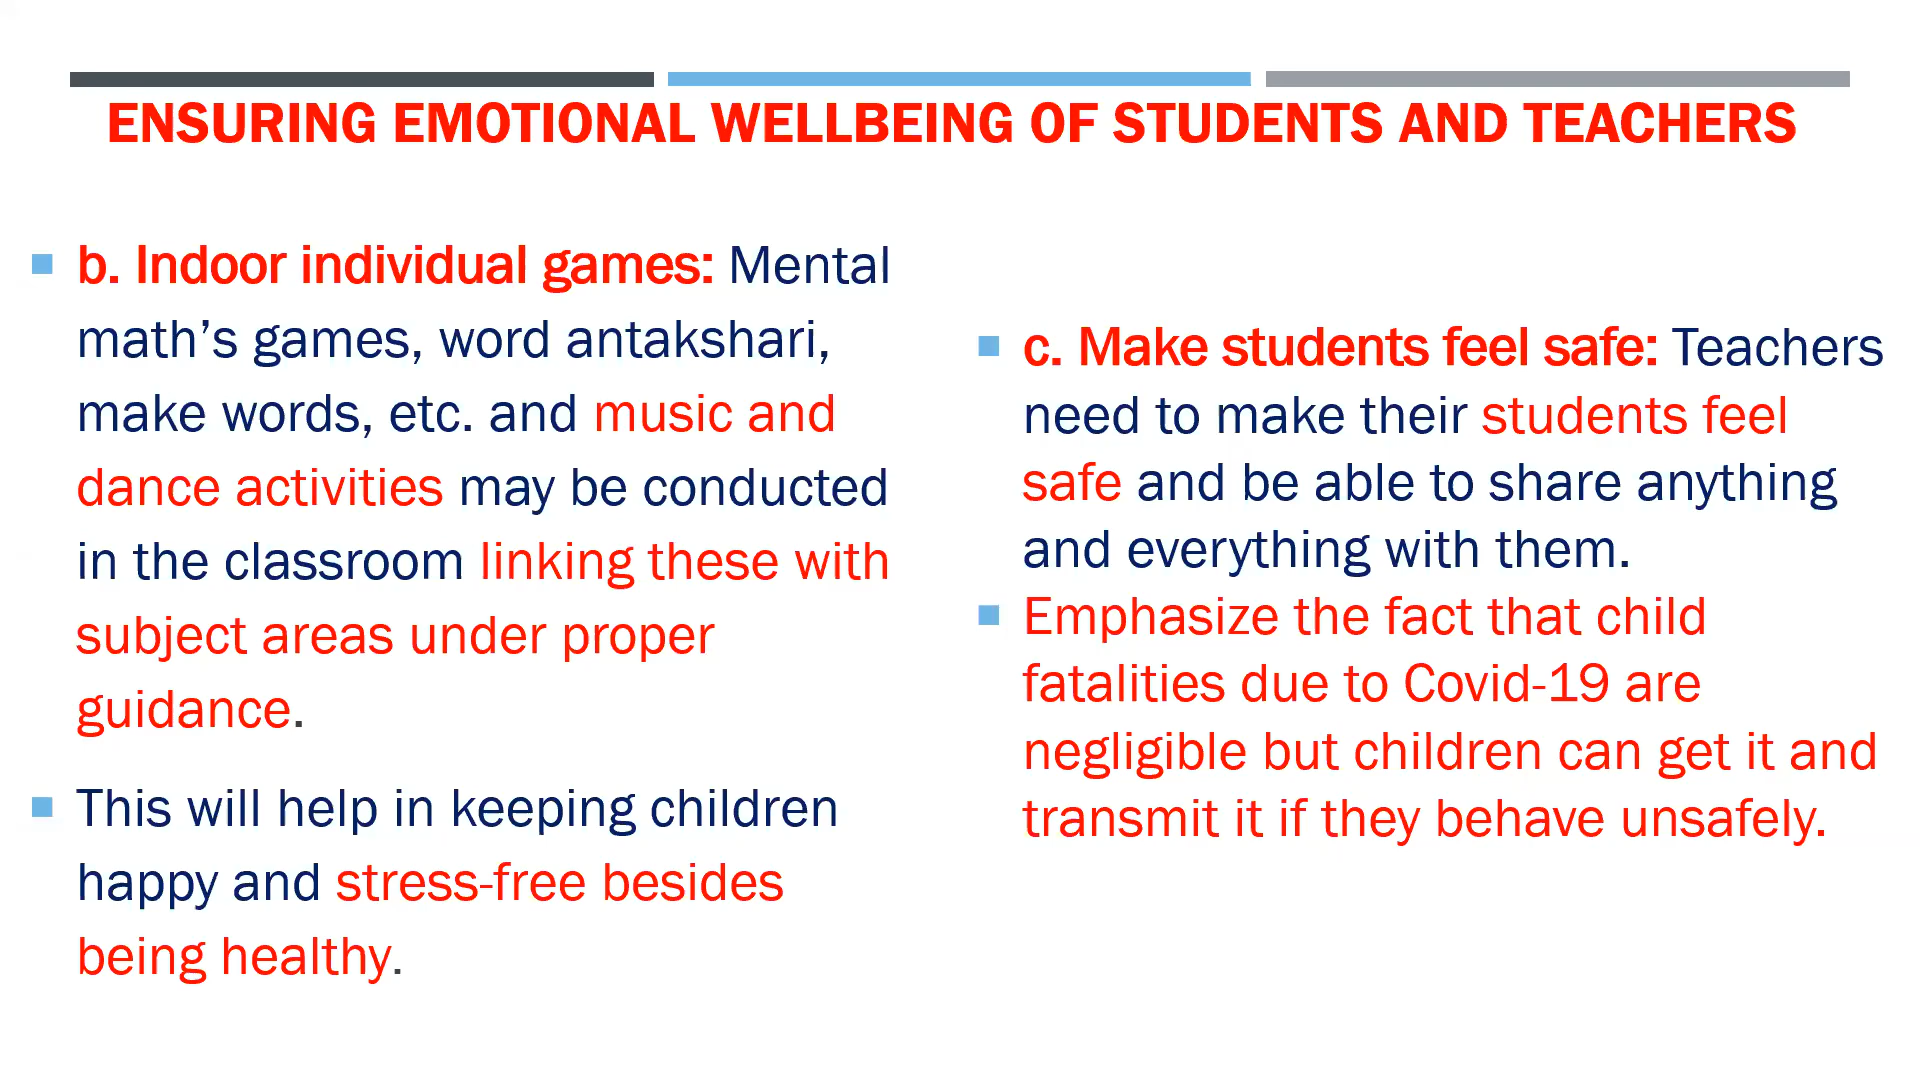 ENSURING EMOTIONAL WELLBEING OF STUDENTS AND TEACHERS
b. Indoor individual games: Mental
math’s games, word antakshari,
make words, etc. and music and
dance activities may be conducted
in the classroom linking these with
subject areas under proper
guidance.
This will help in keeping children
happy and stress-free besides
being healthy.
c. Make students feel safe: Teachers
need to make their students feel
safe and be able to share anything
and everything with them.
Emphasize the fact that child
fatalities due to Covid-19 are
negligible but children can get it and
transmit it if they behave unsafely.